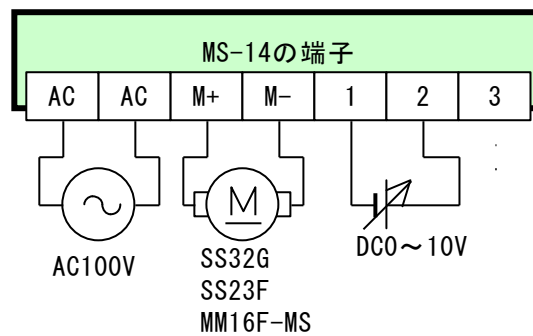 MS-14の端子
AC AC M+ M- 1 2 3
M
AC100V
DC0～10V
SS32G
SS23F
MM16F-MS